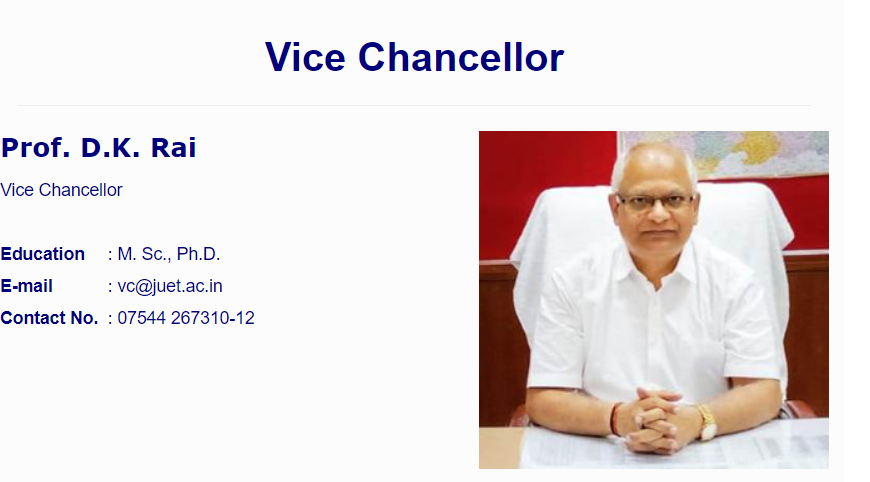 Vice Chancellor
Prof. D.K. Rai
Vice Chancellor
Education : M. Sc., Ph.D.
E-mail : vc@juet.ac.in
Contact No. : 07544 267310-12